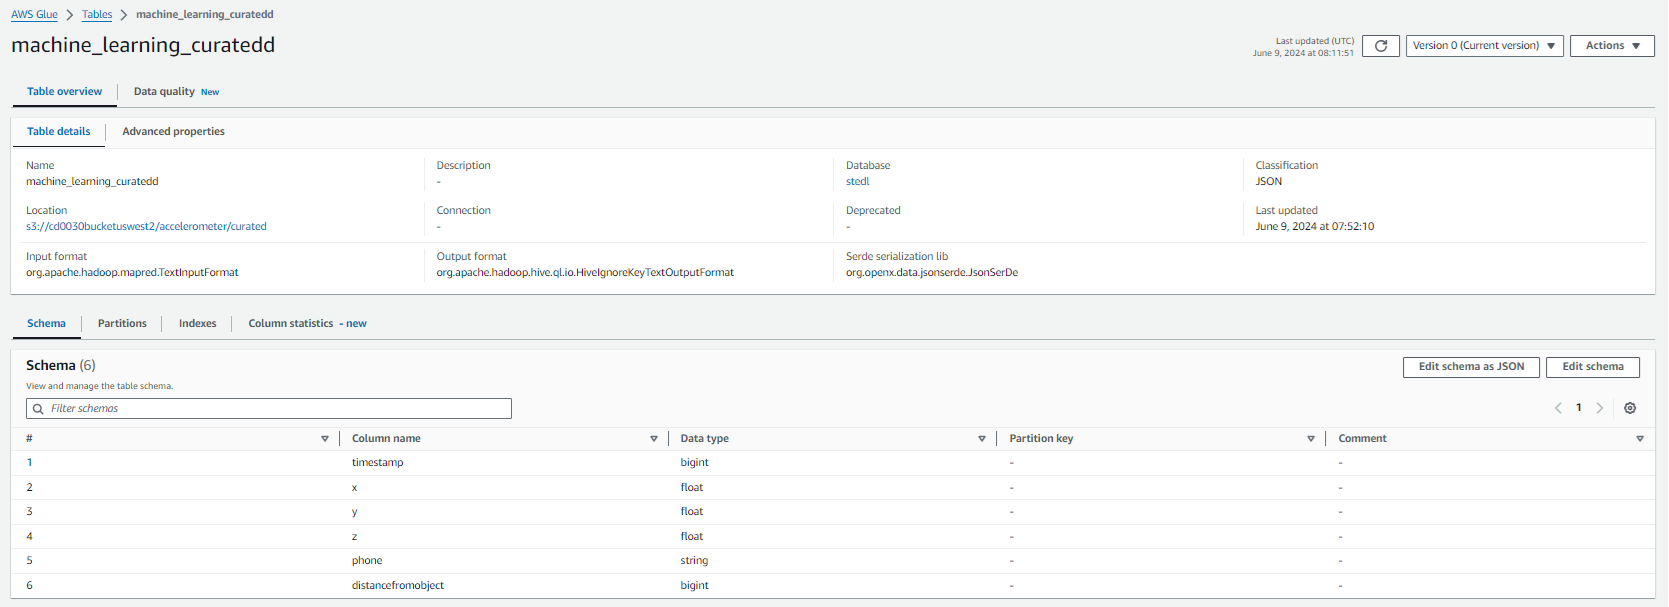 AWS Glue > Tables > machine_learning_curatedd
machine_learning_curatedd
Last updated (UTC)
June 9, 2024 at 08:11:51
Version 0 (Current version)
Actions
Table overview
Data quality New
Table details
Advanced properties
Name
machine_learning_curatedd
Description
-
Database
stedl
Classification
JSON
Location
s3://cd0030bucketuswest2/accelerometer/curated
Connection
-
Deprecated
-
Last updated
June 9, 2024 at 07:52:10
Input format
org.apache.hadoop.mapred.TextInputFormat
Output format
org.apache.hadoop.hive.ql.io.HiveIgnoreKeyTextOutputFormat
Serde serialization lib
org.openx.data.jsonserde.JsonSerDe
Schema
Partitions
Indexes
Column statistics - new
Schema (6)
View and manage the table schema.
Edit schema as JSON
Edit schema
Filter schemas
1
# Column name Data type Partition key Comment
1 timestamp bigint - -
2 x float - -
3 y float - -
4 z float - -
5 phone string - -
6 distancefromobject bigint - -